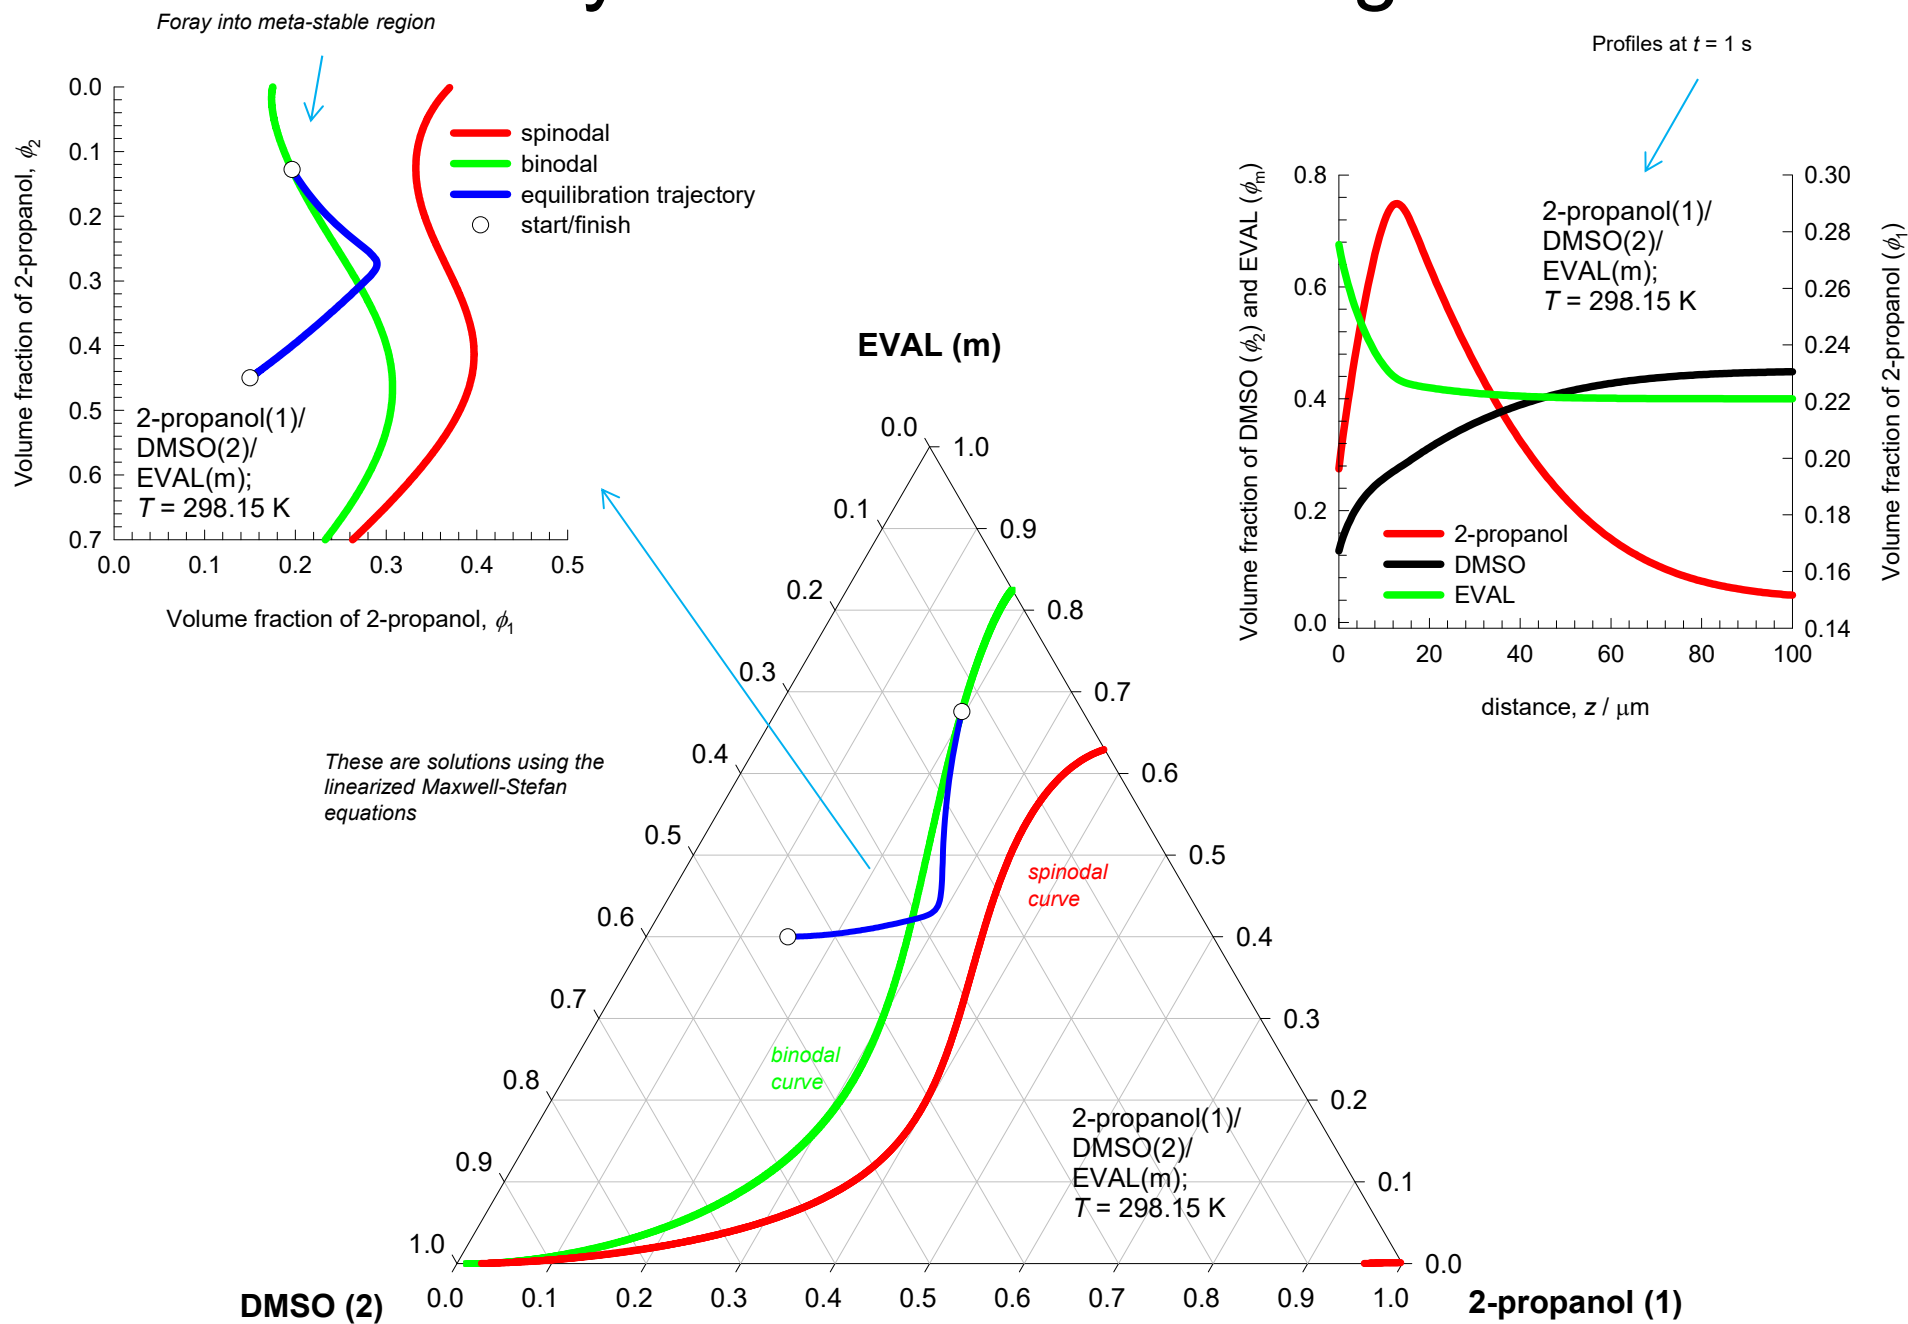 Foray into meta-stable region
0.0
0.1
0.2
0.3
0.4
0.5
0.6
0.7
Volume fraction of 2-propanol, ϕ2
spinodal
binodal
equilibration trajectory
start/finish
2-propanol(1)/
DMSO(2)/
EVAL(m);
T = 298.15 K
0.0 0.1 0.2 0.3 0.4 0.5
Volume fraction of 2-propanol, ϕ1
Profiles at t = 1 s
Volume fraction of DMSO (ϕ2) and EVAL (ϕm)
0.8
0.6
0.4
0.2
0.0
2-propanol(1)/
DMSO(2)/
EVAL(m);
T = 298.15 K
2-propanol
DMSO
EVAL
0.30
0.28
0.26
0.24
0.22
0.20
0.18
0.16
0.14
Volume fraction of 2-propanol (ϕ1)
0 20 40 60 80 100
distance, z / μm
These are solutions using the
linearized Maxwell-Stefan
equations
EVAL (m)
0.0
0.1
0.2
0.3
0.4
0.5
0.6
0.7
0.8
0.9
1.0
1.0
0.9
0.8
0.7
0.6
0.5
0.4
0.3
0.2
0.1
0.0
spinodal
curve
binodal
curve
2-propanol(1)/
DMSO(2)/
EVAL(m);
T = 298.15 K
DMSO (2)
0.0 0.1 0.2 0.3 0.4 0.5 0.6 0.7 0.8 0.9 1.0
2-propanol (1)